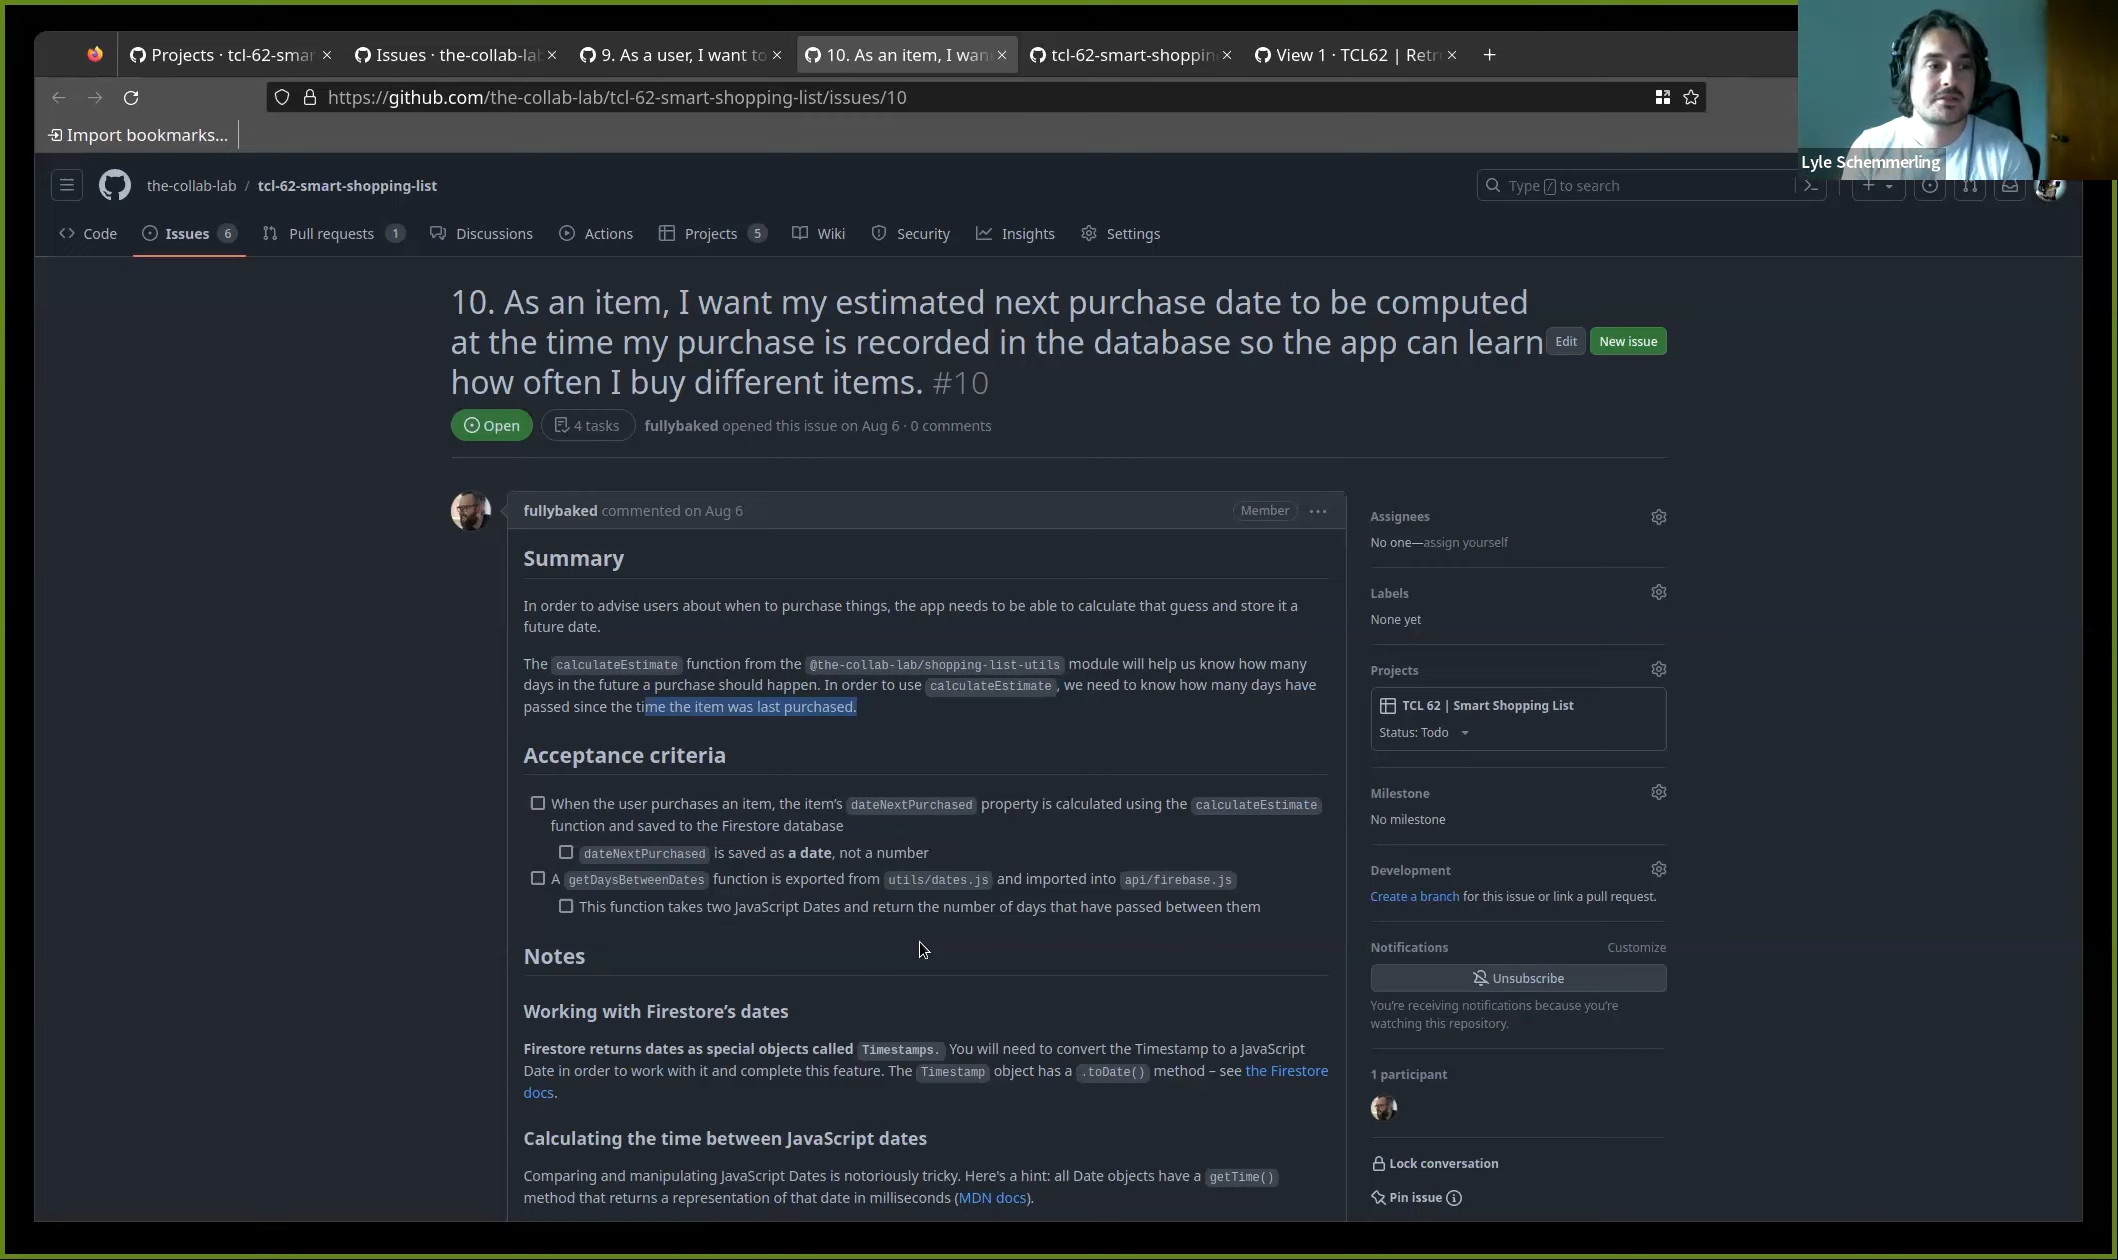 Projects · tcl-62-smar
Issues · the-collab-la
9. As a user, I want to
10. As an item, I wan
tcl-62-smart-shoppin
View 1 · TCL62 | Retr
https://github.com/the-collab-lab/tcl-62-smart-shopping-list/issues/10
Import bookmarks...
Lyle Schemmerling
the-collab-lab / tcl-62-smart-shopping-list
Type / to search
Code
Issues 6
Pull requests 1
Discussions
Actions
Projects 5
Wiki
Security
Insights
Settings
10. As an item, I want my estimated next purchase date to be computed
at the time my purchase is recorded in the database so the app can learn
how often I buy different items. #10
Edit
New issue
Open
4 tasks
fullybaked opened this issue on Aug 6 · 0 comments
fullybaked commented on Aug 6
Member
Summary
In order to advise users about when to purchase things, the app needs to be able to calculate that guess and store it a
future date.
The calculateEstimate function from the @the-collab-lab/shopping-list-utils module will help us know how many
days in the future a purchase should happen. In order to use calculateEstimate, we need to know how many days have
passed since the time the item was last purchased.
Acceptance criteria
When the user purchases an item, the item’s dateNextPurchased property is calculated using the calculateEstimate
function and saved to the Firestore database
dateNextPurchased is saved as a date, not a number
A getDaysBetweenDates function is exported from utils/dates.js and imported into api/firebase.js
This function takes two JavaScript Dates and return the number of days that have passed between them
Notes
Working with Firestore’s dates
Firestore returns dates as special objects called Timestamps. You will need to convert the Timestamp to a JavaScript
Date in order to work with it and complete this feature. The Timestamp object has a .toDate() method – see the Firestore
docs.
Calculating the time between JavaScript dates
Comparing and manipulating JavaScript Dates is notoriously tricky. Here's a hint: all Date objects have a getTime()
method that returns a representation of that date in milliseconds (MDN docs).
Assignees
No one—assign yourself
Labels
None yet
Projects
TCL 62 | Smart Shopping List
Status: Todo
Milestone
No milestone
Development
Create a branch for this issue or link a pull request.
Notifications
Customize
Unsubscribe
You’re receiving notifications because you’re
watching this repository.
1 participant
Lock conversation
Pin issue